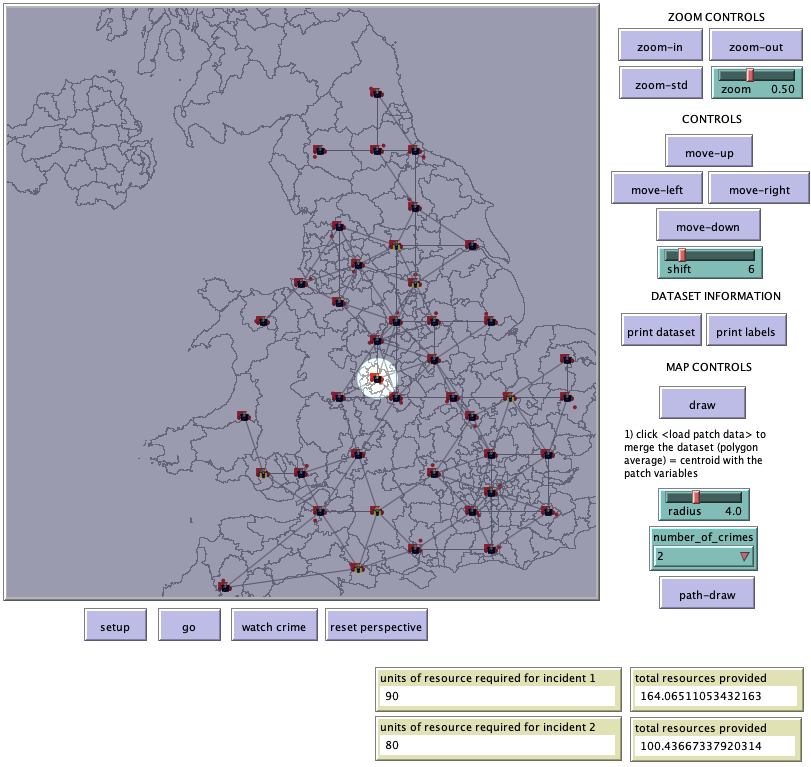 ZOOM CONTROLS
zoom-in
zoom-out
zoom-std
zoom 0.50
CONTROLS
move-up
move-left
move-right
move-down
shift 6
DATASET INFORMATION
print dataset
print labels
MAP CONTROLS
draw
1) click <load patch data> to
merge the dataset (polygon
average) = centroid with the
patch variables
radius 4.0
number_of_crimes
2
path-draw
setup
go
watch crime
reset perspective
units of resource required for incident 1
90
total resources provided
164.06511053432163
units of resource required for incident 2
80
total resources provided
100.43667337920314